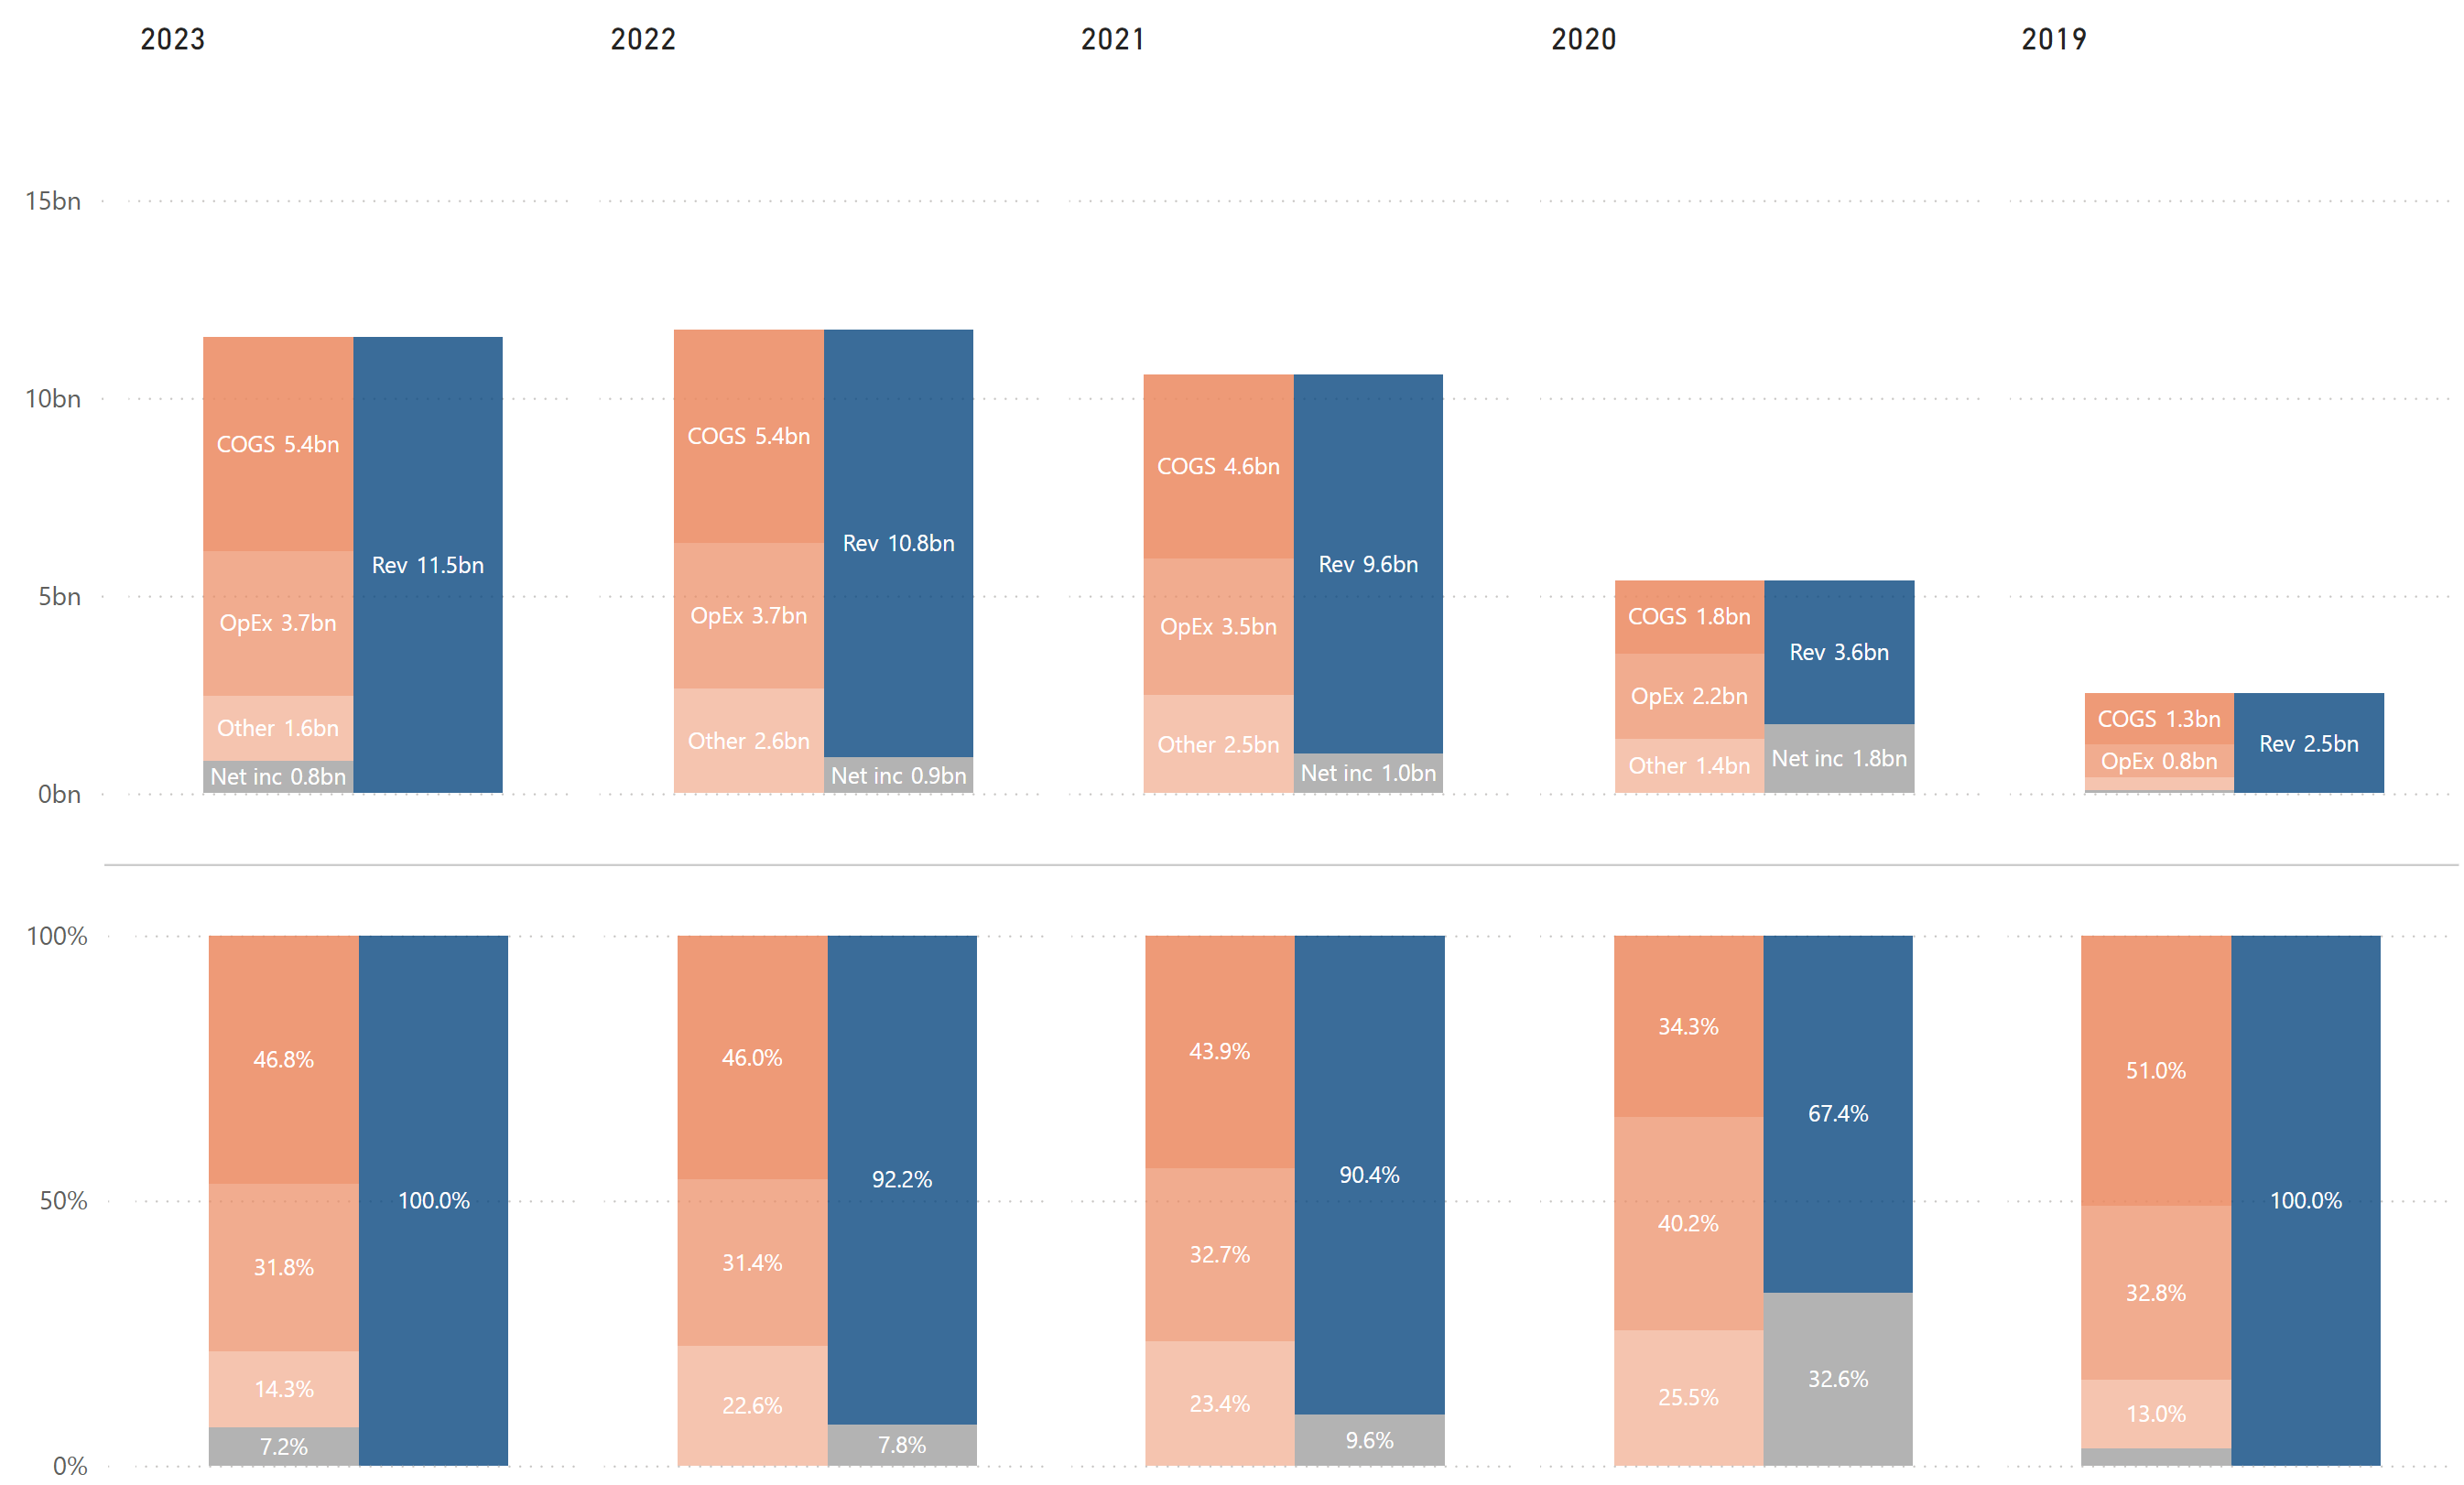 2023 2022 2021 2020 2019
15bn
10bn
5bn
0bn
COGS 5.4bn
OpEx 3.7bn
Other 1.6bn
Net inc 0.8bn
Rev 11.5bn
COGS 5.4bn
OpEx 3.7bn
Other 2.6bn
Rev 10.8bn
Net inc 0.9bn
COGS 4.6bn
OpEx 3.5bn
Other 2.5bn
Rev 9.6bn
Net inc 1.0bn
COGS 1.8bn
OpEx 2.2bn
Other 1.4bn
Rev 3.6bn
Net inc 1.8bn
COGS 1.3bn
OpEx 0.8bn
Rev 2.5bn
100%
50%
0%
46.8%
31.8%
14.3%
7.2%
100.0%
46.0%
31.4%
22.6%
92.2%
7.8%
43.9%
32.7%
23.4%
90.4%
9.6%
34.3%
40.2%
25.5%
67.4%
32.6%
51.0%
32.8%
13.0%
100.0%